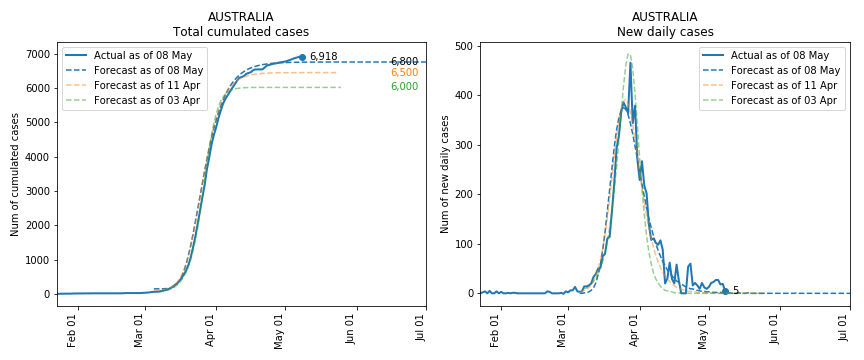 AUSTRALIA
Total cumulated cases
Num of cumulated cases
7000
6000
5000
4000
3000
2000
1000
0
Actual as of 08 May
Forecast as of 08 May
Forecast as of 11 Apr
Forecast as of 03 Apr
6,918
6,800
6,500
6,000
Feb 01
Mar 01
Apr 01
May 01
Jun 01
Jul 01
AUSTRALIA
New daily cases
Num of new daily cases
500
400
300
200
100
0
Actual as of 08 May
Forecast as of 08 May
Forecast as of 11 Apr
Forecast as of 03 Apr
5
Feb 01
Mar 01
Apr 01
May 01
Jun 01
Jul 01